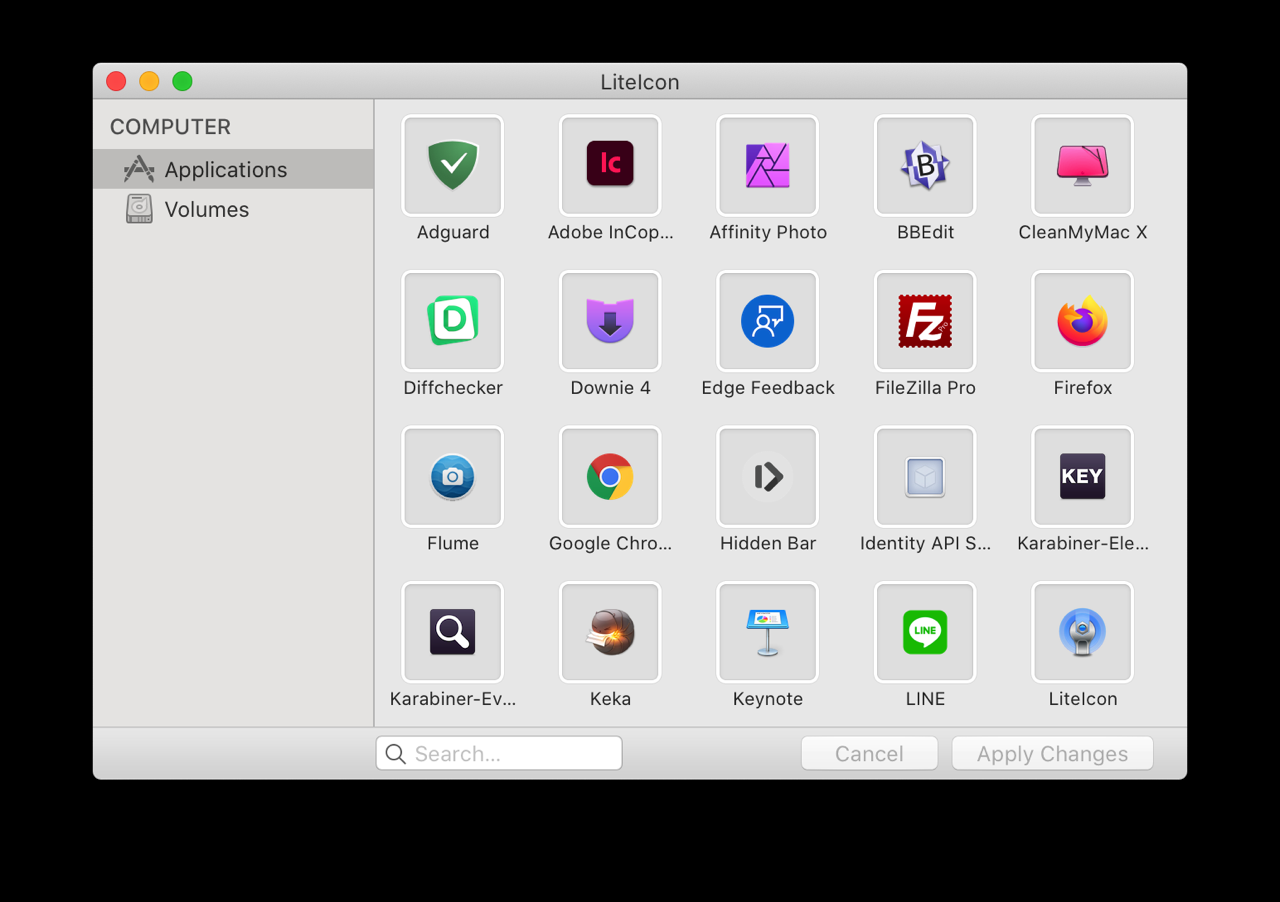 LiteIcon
COMPUTER
Applications
Volumes
Ic
B
Adguard
Adobe InCop...
Affinity Photo
BBEdit
CleanMyMac X
D
Fz
Pro
Diffchecker
Downie 4
Edge Feedback
FileZilla Pro
Firefox
KEY
Flume
Google Chro...
Hidden Bar
Identity API S...
Karabiner-Ele...
LINE
Karabiner-Ev...
Keka
Keynote
LINE
LiteIcon
Search...
Cancel
Apply Changes